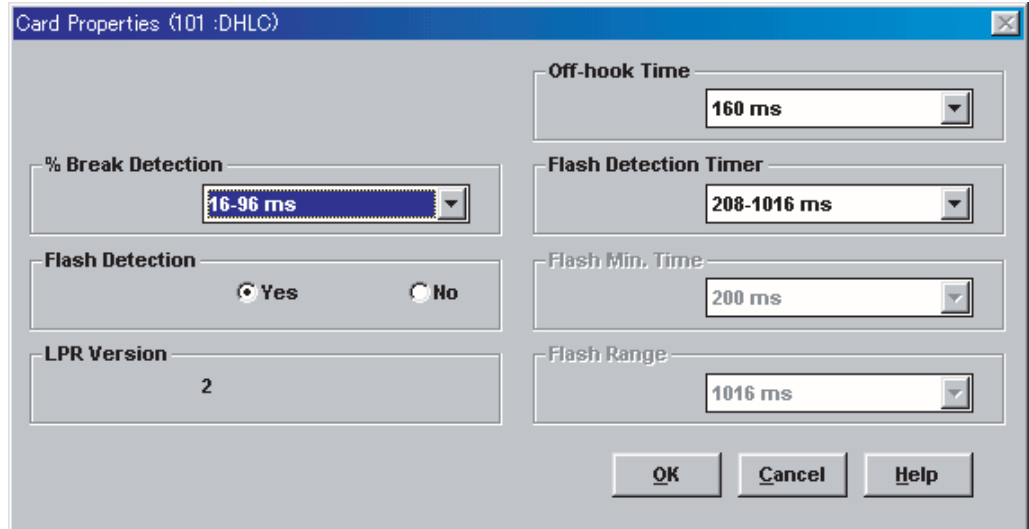 Card Properties (101 :DHLC)
Off-hook Time
160 ms
% Break Detection
16-96 ms
Flash Detection Timer
208-1016 ms
Flash Detection
Yes No
Flash Min. Time
200 ms
LPR Version
2
Flash Range
1016 ms
OK Cancel Help